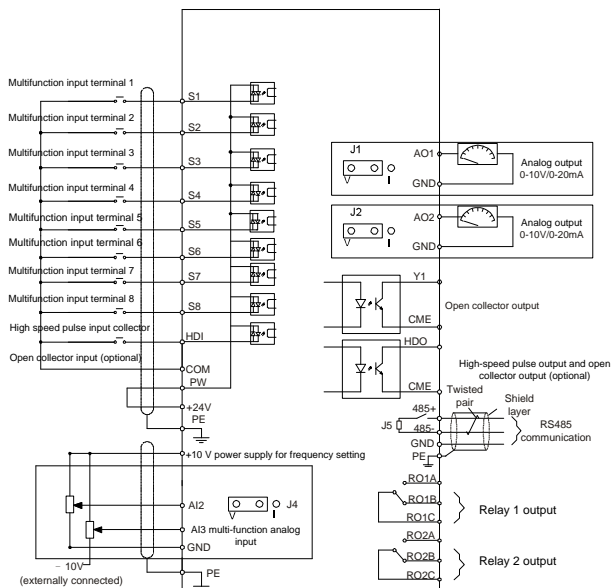 Multifunction input terminal 1
S1
Multifunction input terminal 2
S2
Multifunction input terminal 3
S3
Multifunction input terminal 4
S4
Multifunction input terminal 5
S5
Multifunction input terminal 6
S6
Multifunction input terminal 7
S7
Multifunction input terminal 8
S8
High speed pulse input collector
HDI
Open collector input (optional)
COM
PW
+24V
PE
+10 V power supply for frequency setting
AI2
J4
I
V
AI3 multi-function analog
input
GND
– 10V
(externally connected)
PE
J1
V
I
AO1
GND
Analog output
0-10V/0-20mA
J2
V
I
AO2
GND
Analog output
0-10V/0-20mA
Y1
CME
Open collector output
HDO
CME
High-speed pulse output and open
collector output (optional)
Twisted
pair
Shield
layer
485+
J5
485-
GND
PE
RS485
communication
RO1A
RO1B
RO1C
Relay 1 output
RO2A
RO2B
RO2C
Relay 2 output